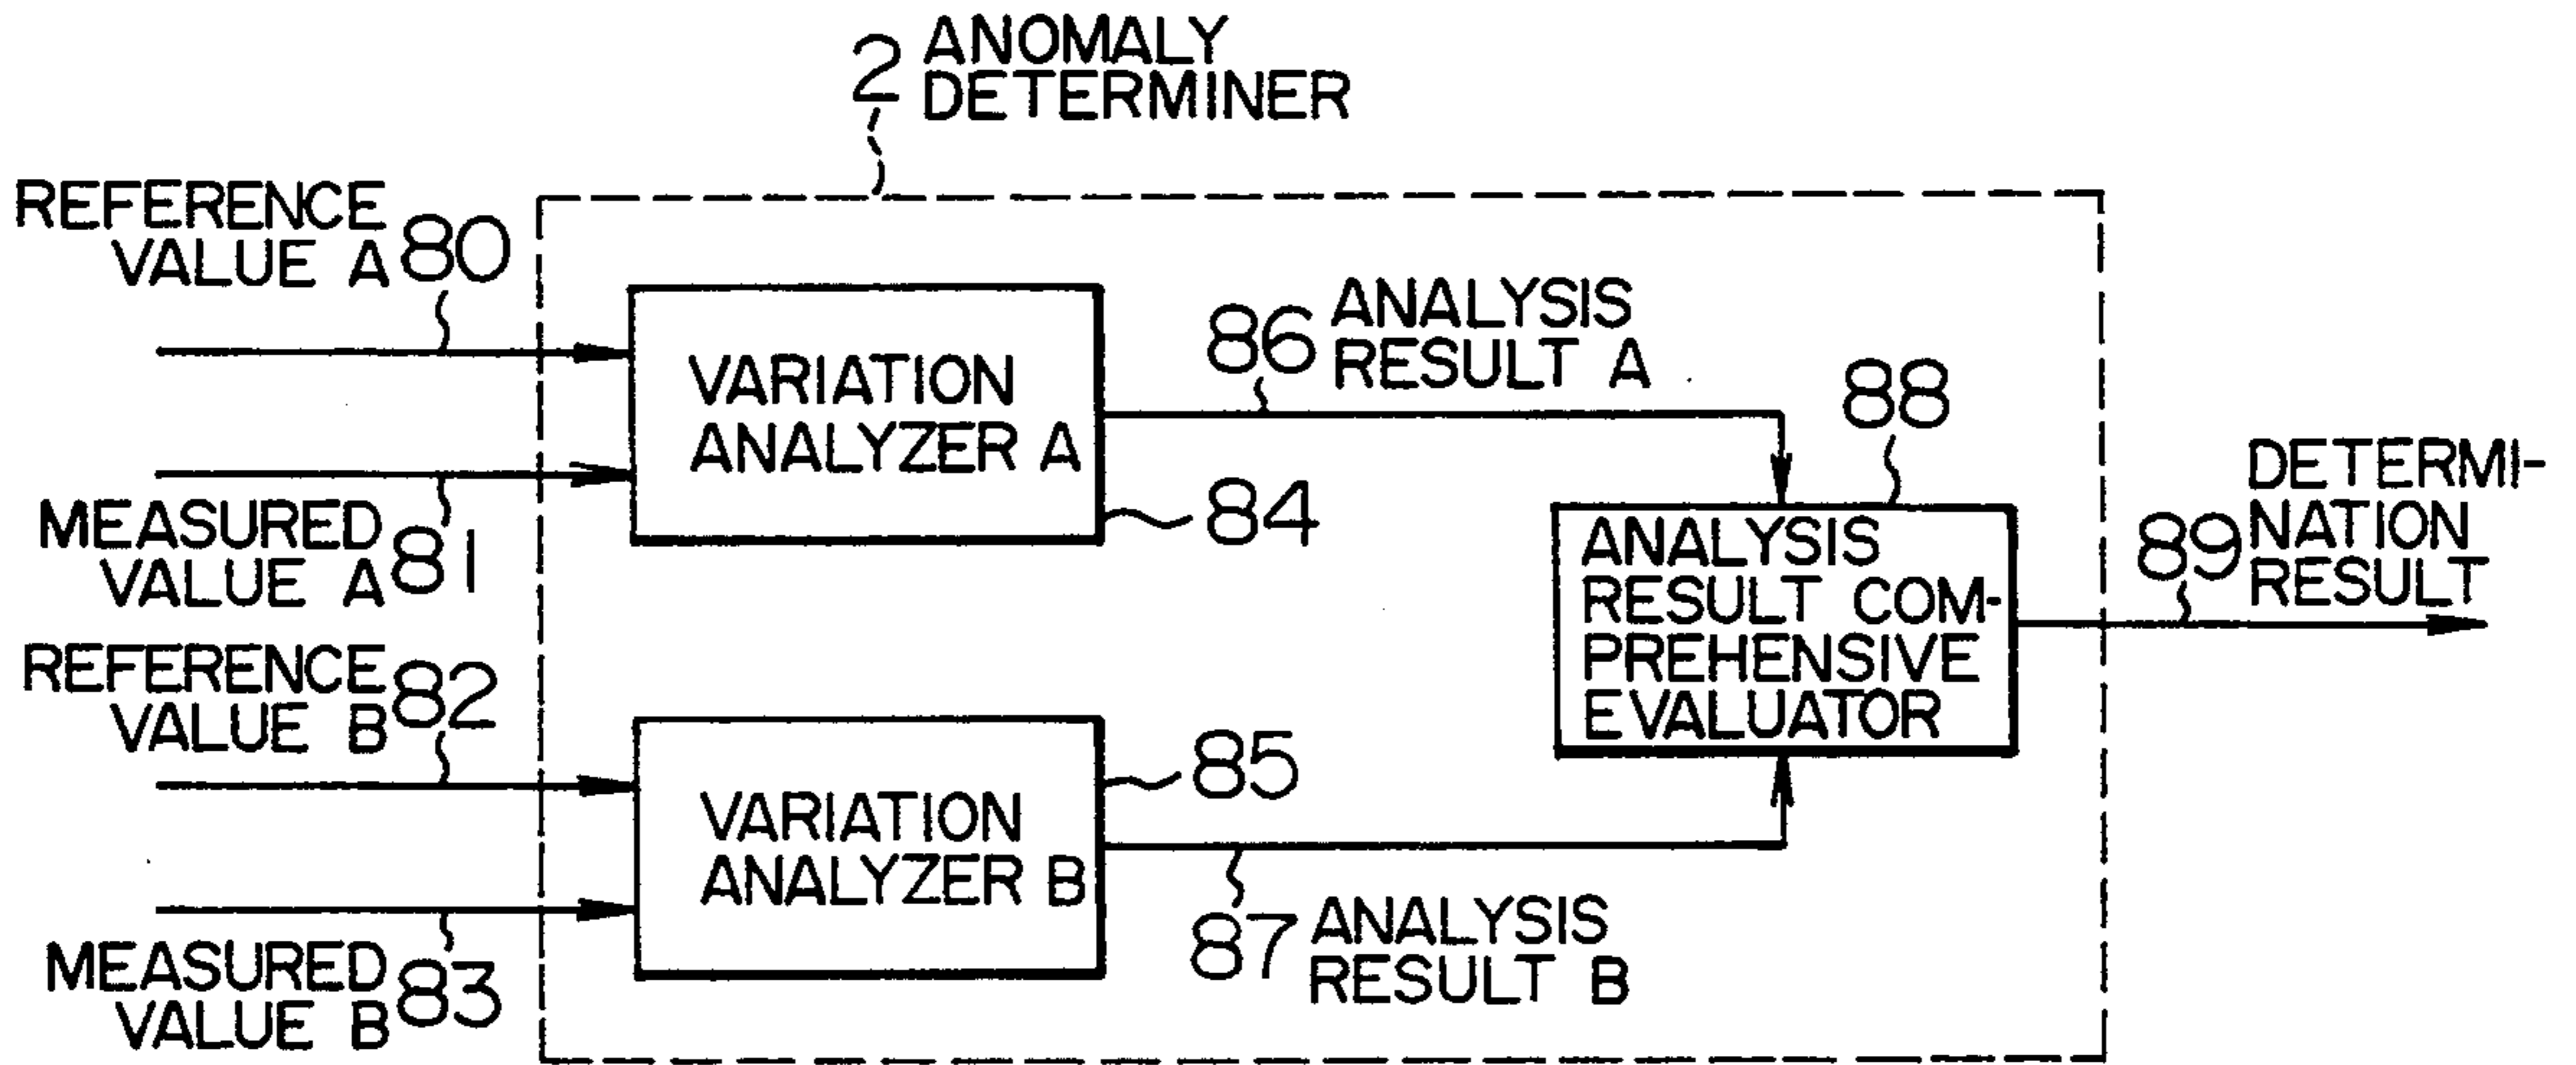 2 ANOMALY
DETERMINER
REFERENCE
VALUE A 80
MEASURED
VALUE A 81
REFERENCE
VALUE B 82
MEASURED
VALUE B 83
VARIATION
ANALYZER A
84
VARIATION
ANALYZER B
85
86 ANALYSIS
RESULT A
87 ANALYSIS
RESULT B
88
ANALYSIS
RESULT COM-
PREHENSIVE
EVALUATOR
89 DETERMI-
NATION
RESULT